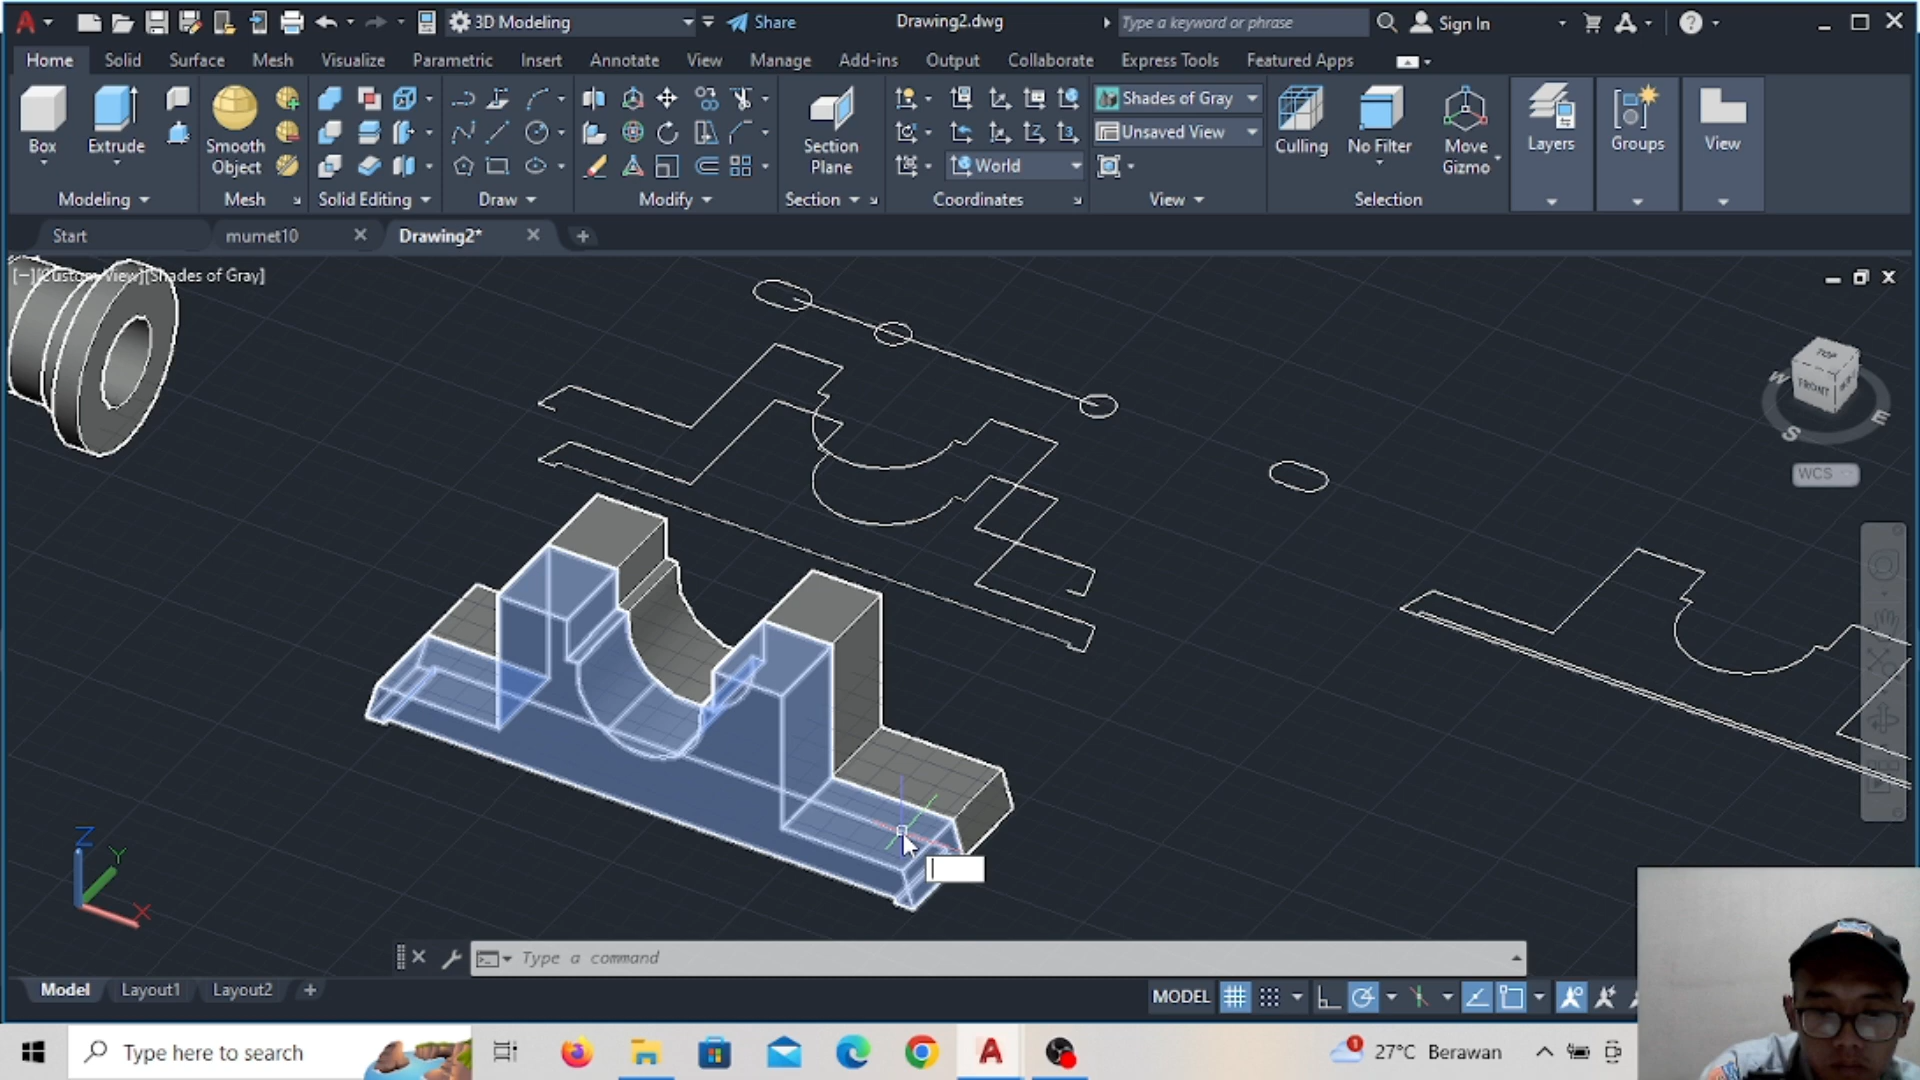 3D Modeling
Share
Drawing2.dwg
Type a keyword or phrase
Sign In
Home
Solid
Surface
Mesh
Visualize
Parametric
Insert
Annotate
View
Manage
Add-ins
Output
Collaborate
Express Tools
Featured Apps
Box
Extrude
Smooth
Object
Section
Plane
World
Shades of Gray
Unsaved View
Culling
No Filter
Move
Gizmo
Layers
Groups
View
Modeling
Mesh
Solid Editing
Draw
Modify
Section
Coordinates
View
Selection
Start
mumet10
Drawing2*
[−][Custom View][Shades of Gray]
TOP
FRONT
W
S
E
WCS
Z
Y
X
Type a command
Model
Layout1
Layout2
MODEL
Type here to search
1
27°C Berawan